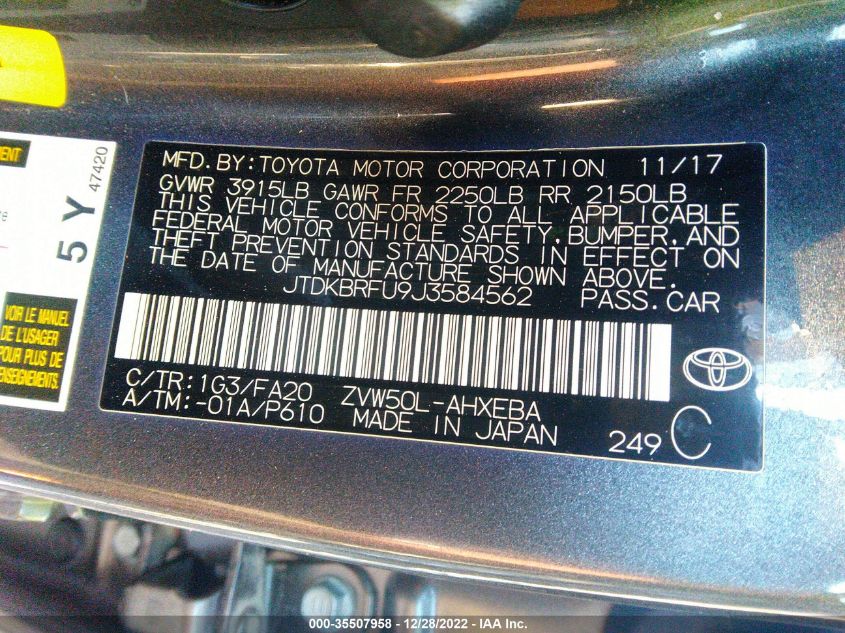 MFD. BY: TOYOTA MOTOR CORPORATION 11/17
GVWR 3915LB GAWR FR 2250LB RR 2150LB
THIS VEHICLE CONFORMS TO ALL APPLICABLE
FEDERAL MOTOR VEHICLE SAFETY, BUMPER, AND
THEFT PREVENTION STANDARDS IN EFFECT ON
THE DATE OF MANUFACTURE SHOWN ABOVE.
JTDKBRFU9J3584562 PASS. CAR
C/TR: 1G3/FA20 ZVW50L-AHXEBA
A/TM: -01A/P610 MADE IN JAPAN
249 C
5 Y
47420
VOIR LE MANUEL
DE L'USAGER
POUR PLUS DE
RENSEIGNEMENTS.
000-35507958 - 12/28/2022 - IAA Inc.